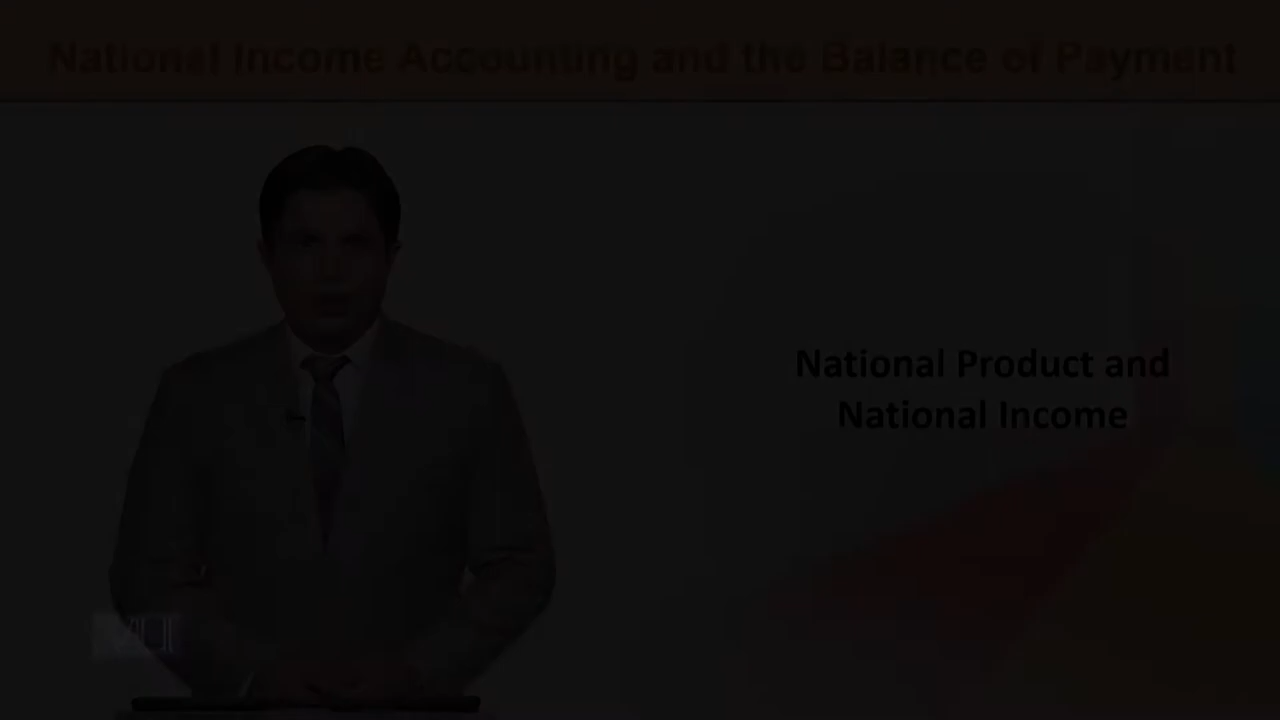 National Income Accounting and the Balance of Payment
National Product and
National Income